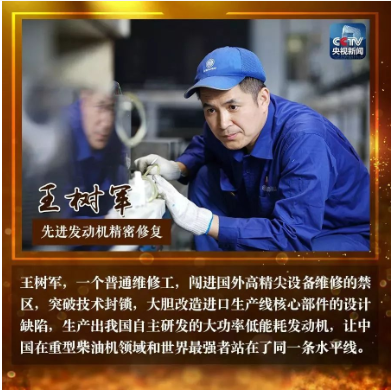 CCTV
央视新闻
王树军
先进发动机精密修复
王树军，一个普通维修工，闯进国外高精尖设备维修的禁
区，突破技术封锁，大胆改造进口生产线核心部件的设计
缺陷，生产出我国自主研发的大功率低能耗发动机，让中
国在重型柴油机领域和世界最强者站在了同一条水平线。